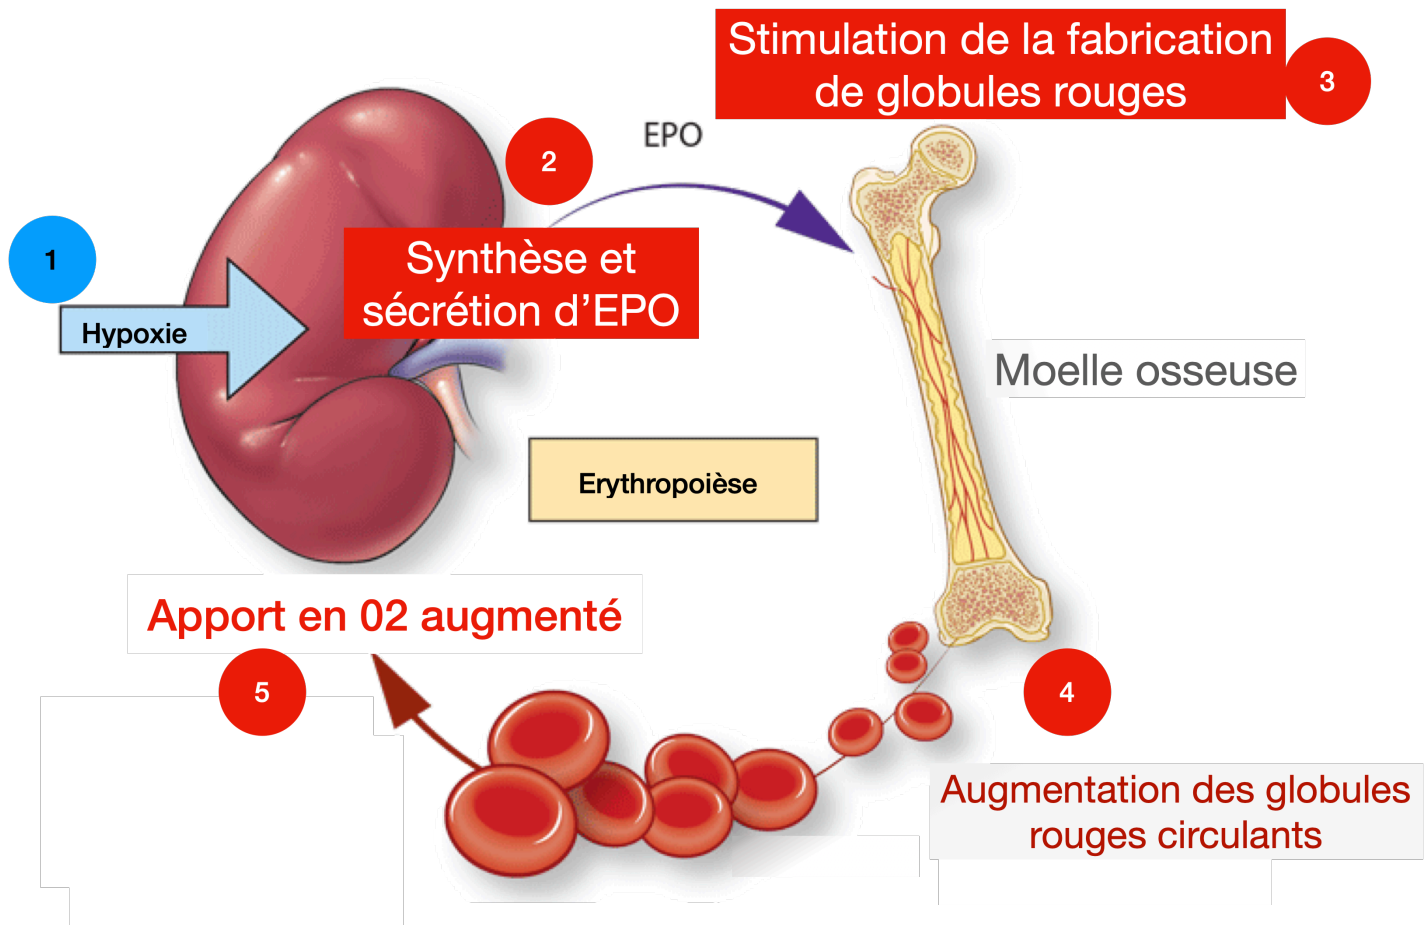 Stimulation de la fabrication
de globules rouges
3
EPO
2
1
Synthèse et
sécrétion d’EPO
Hypoxie
Moelle osseuse
Erythropoièse
Apport en 02 augmenté
5
4
Augmentation des globules
rouges circulants